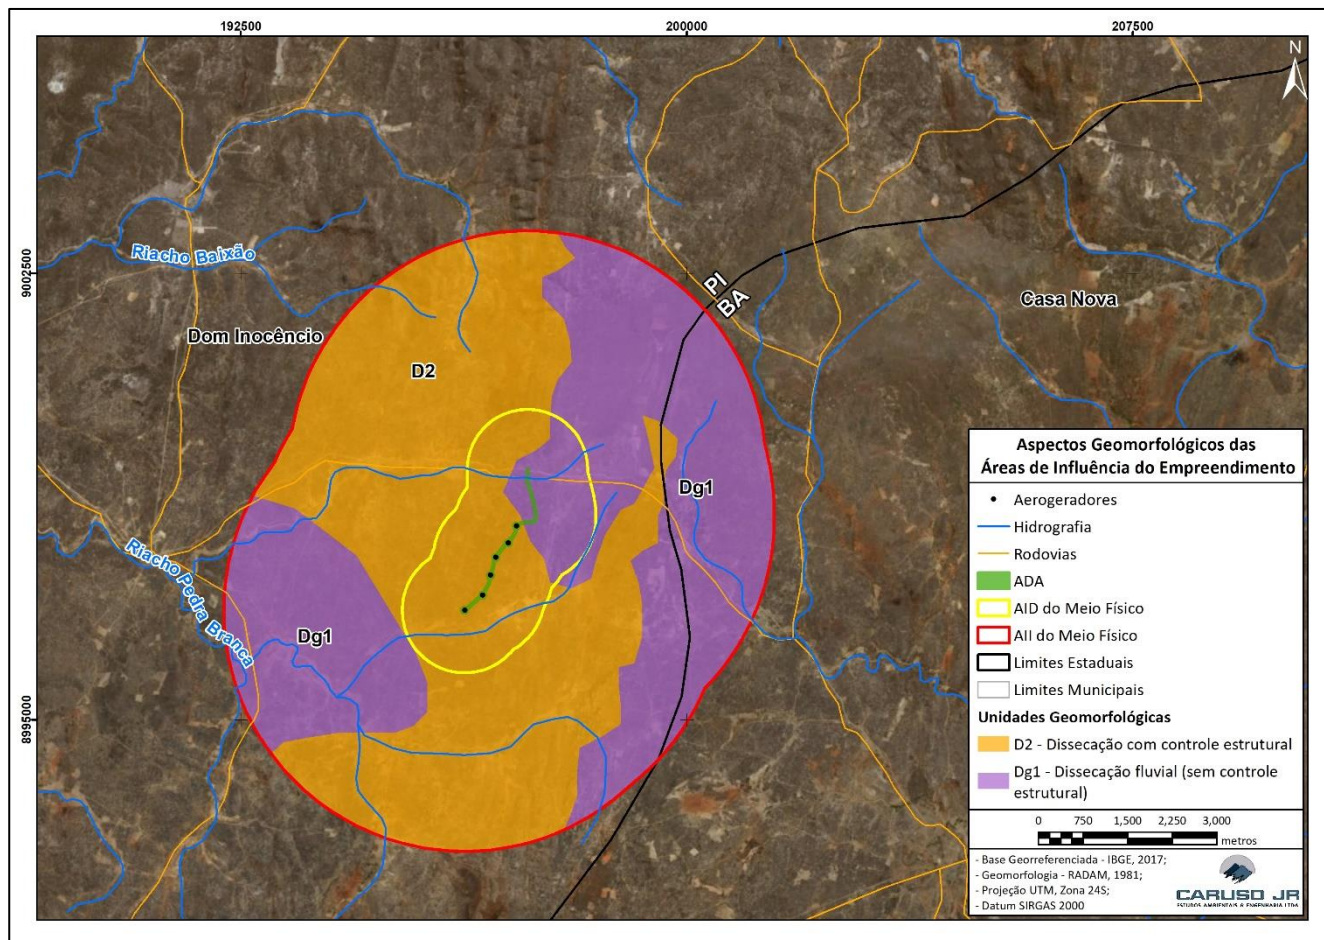 192500
200000
207500
N
9002500
8995000
Riacho Baixão
Dom Inocêncio
PI
BA
Casa Nova
D2
Dg1
Riacho Pedra Branca
Dg1
Aspectos Geomorfológicos das
Áreas de Influência do Empreendimento
Aerogeradores
Hidrografia
Rodovias
ADA
AID do Meio Físico
AII do Meio Físico
Limites Estaduais
Limites Municipais
Unidades Geomorfológicas
D2 - Dissecação com controle estrutural
Dg1 - Dissecação fluvial (sem controle
estrutural)
0 750 1,500 2,250 3,000
metros
- Base Georreferenciada - IBGE, 2017;
- Geomorfologia - RADAM, 1981;
- Projeção UTM, Zona 24S;
- Datum SIRGAS 2000
CARUSO JR
ESTUDOS AMBIENTAIS & ENGENHARIA LTDA